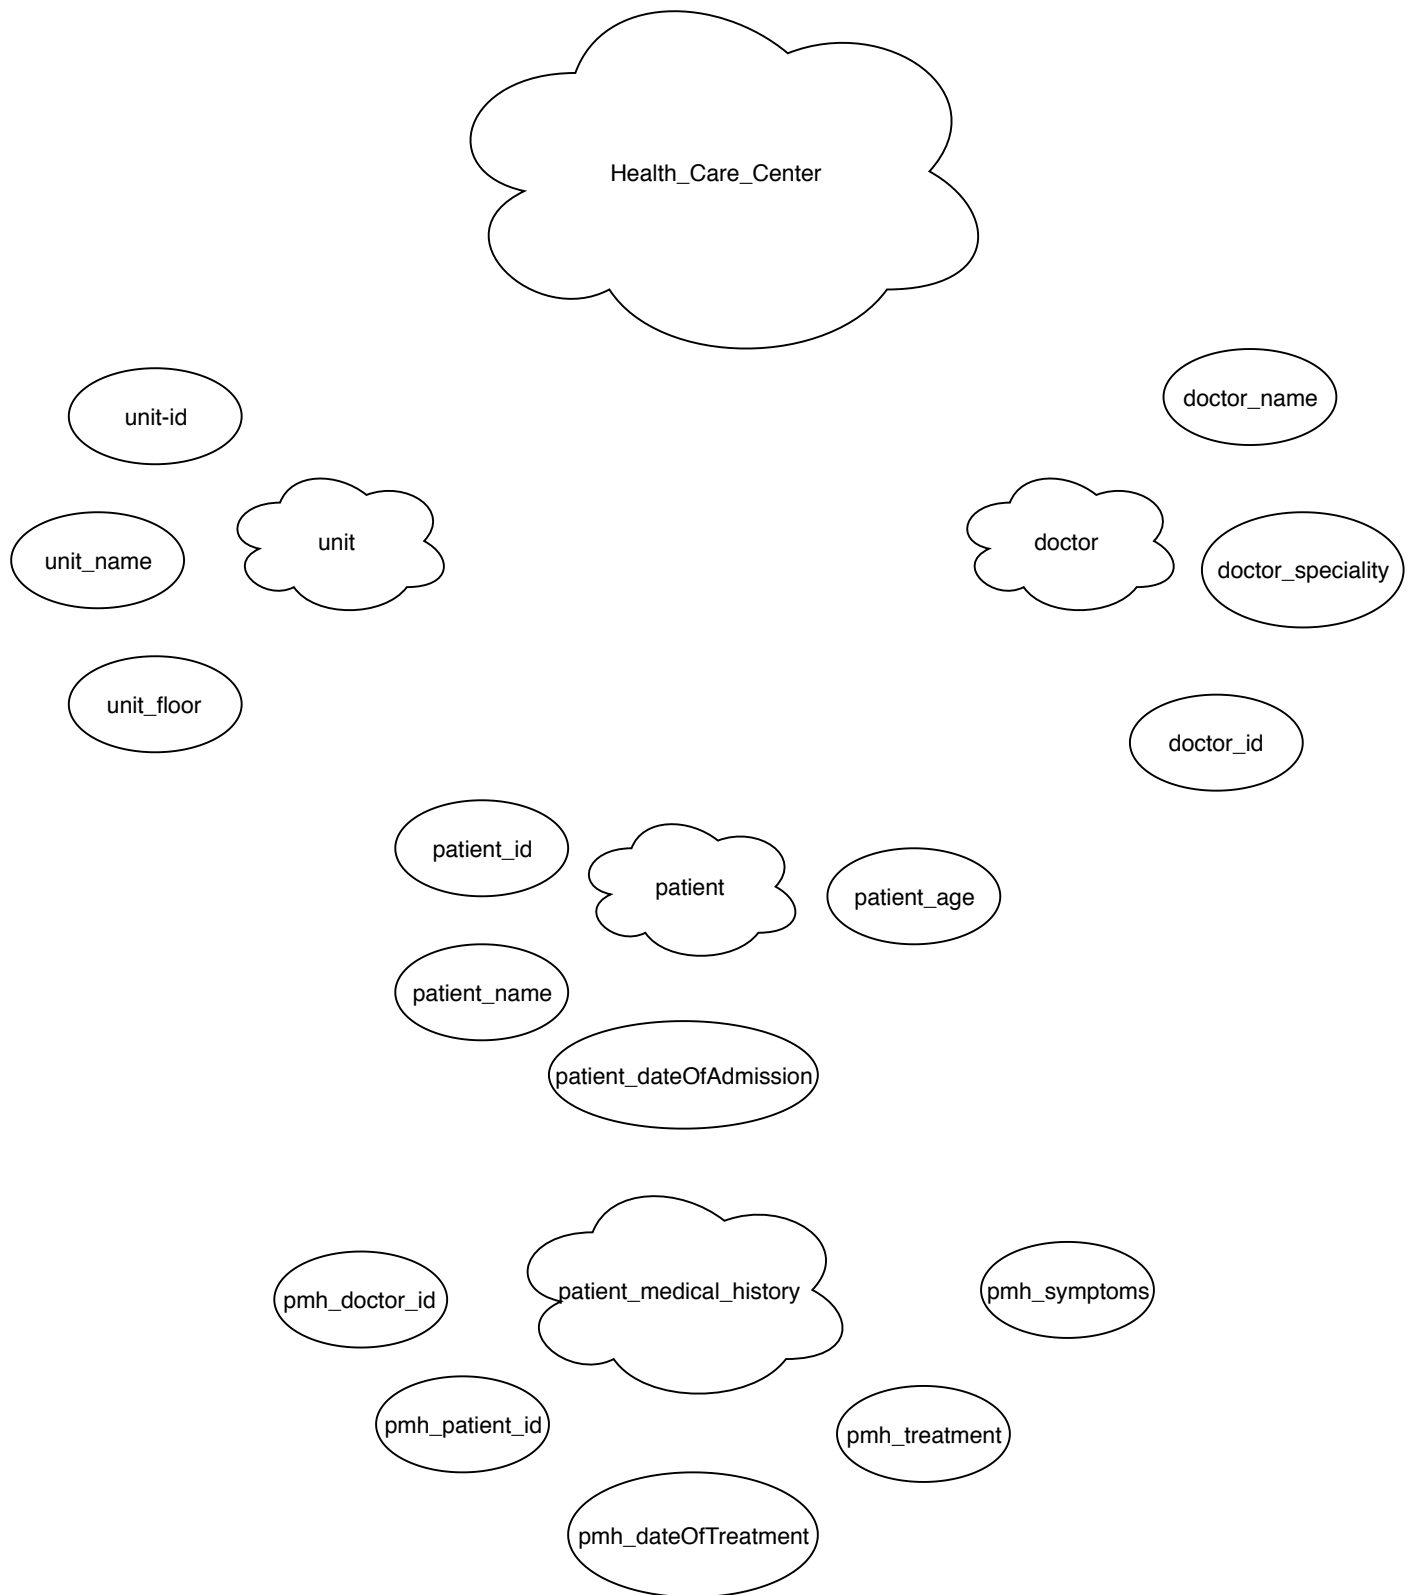 Health_Care_Center
unit-id
doctor_name
unit
doctor
unit_name
doctor_speciality
unit_floor
doctor_id
patient_id
patient
patient_age
patient_name
patient_dateOfAdmission
pmh_doctor_id
patient_medical_history
pmh_symptoms
pmh_patient_id
pmh_treatment
pmh_dateOfTreatment